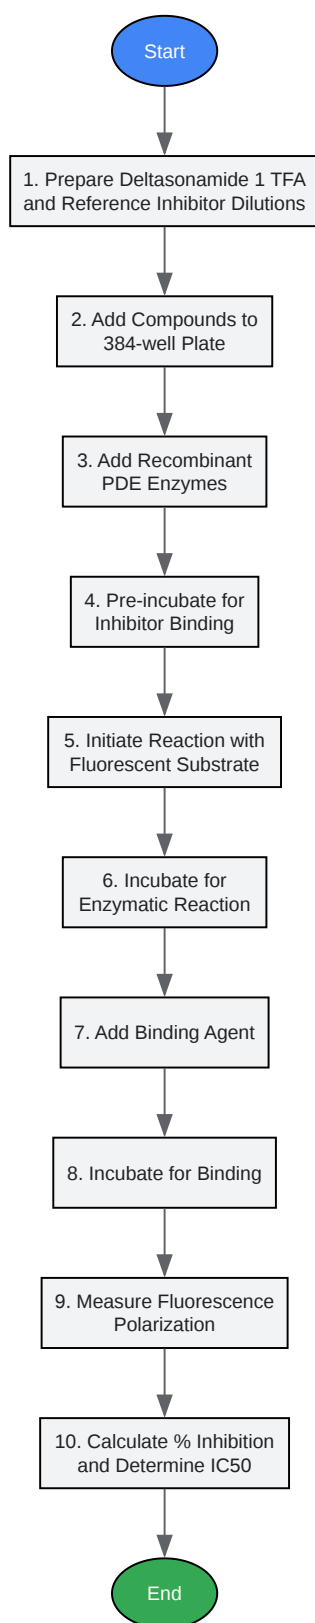 Start
1. Prepare Deltasonamide 1 TFA
and Reference Inhibitor Dilutions
2. Add Compounds to
384-well Plate
3. Add Recombinant
PDE Enzymes
4. Pre-incubate for
Inhibitor Binding
5. Initiate Reaction with
Fluorescent Substrate
6. Incubate for
Enzymatic Reaction
7. Add Binding Agent
8. Incubate for Binding
9. Measure Fluorescence
Polarization
10. Calculate % Inhibition
and Determine IC50
End